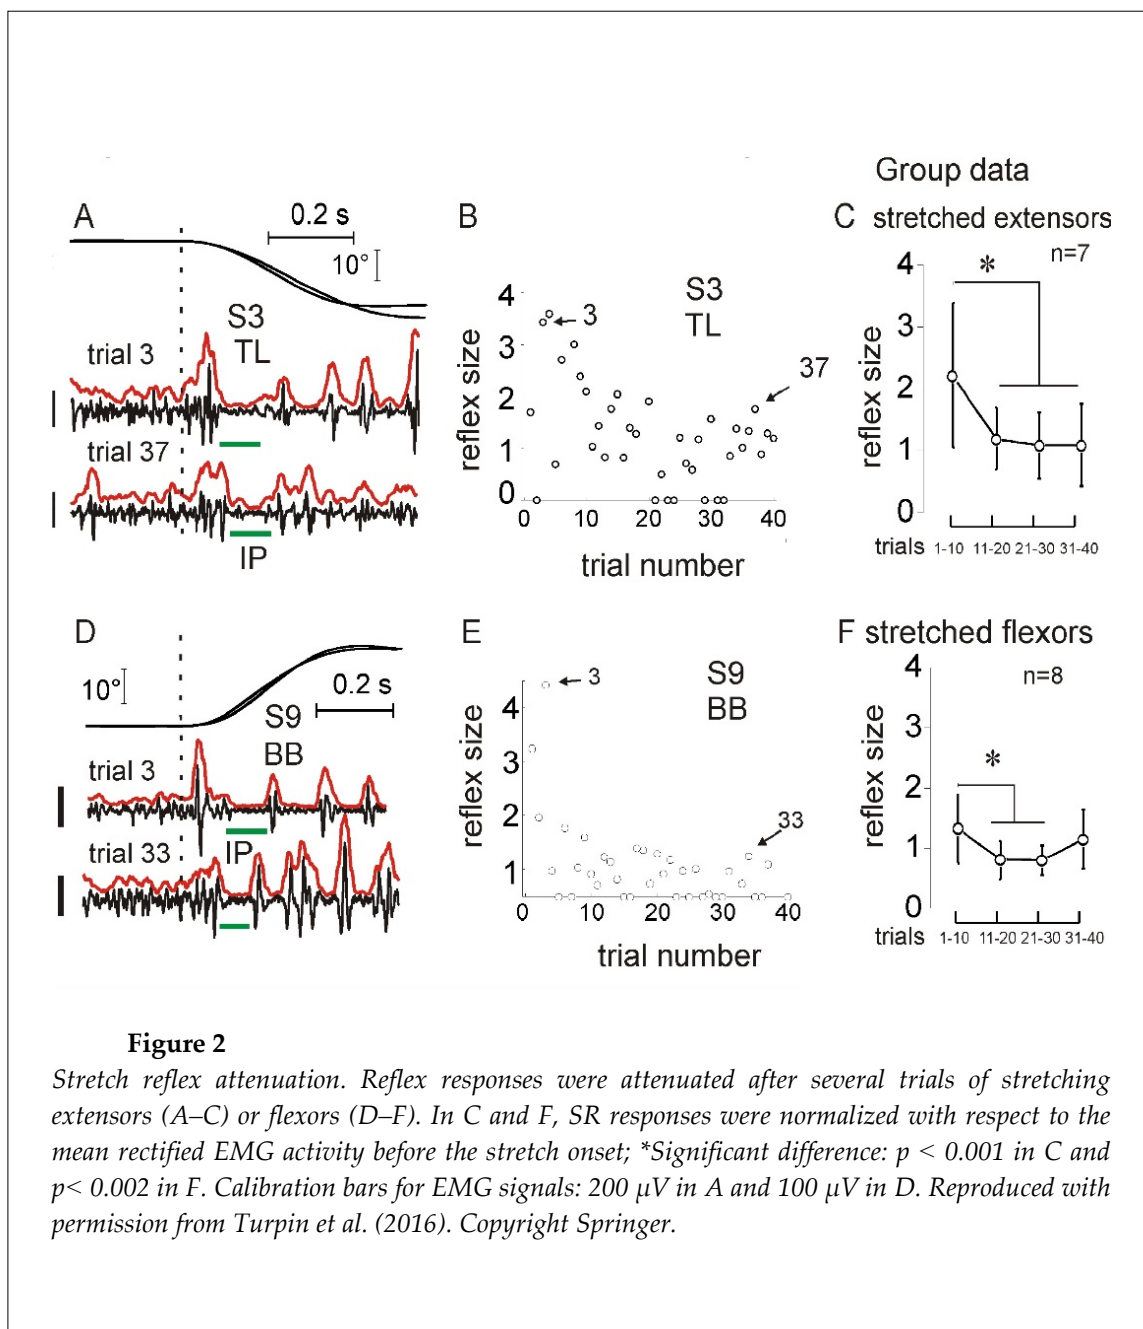 Group data
A
0.2 s
10°
S3
TL
trial 3
trial 37
IP
B
S3
TL
4
3
2
1
0
3
37
reflex size
0
10
20
30
40
trial number
C stretched extensors
n=7
*
4
3
2
1
0
reflex size
trials 1-10 11-20 21-30 31-40
D
10°
0.2 s
S9
BB
trial 3
trial 33
IP
E
S9
BB
4
3
2
1
3
33
reflex size
0
10
20
30
40
trial number
F stretched flexors
n=8
*
4
3
2
1
0
reflex size
trials 1-10 11-20 21-30 31-40
Figure 2
Stretch reflex attenuation. Reflex responses were attenuated after several trials of stretching
extensors (A–C) or flexors (D–F). In C and F, SR responses were normalized with respect to the
mean rectified EMG activity before the stretch onset; *Significant difference: p < 0.001 in C and
p< 0.002 in F. Calibration bars for EMG signals: 200 μV in A and 100 μV in D. Reproduced with
permission from Turpin et al. (2016). Copyright Springer.